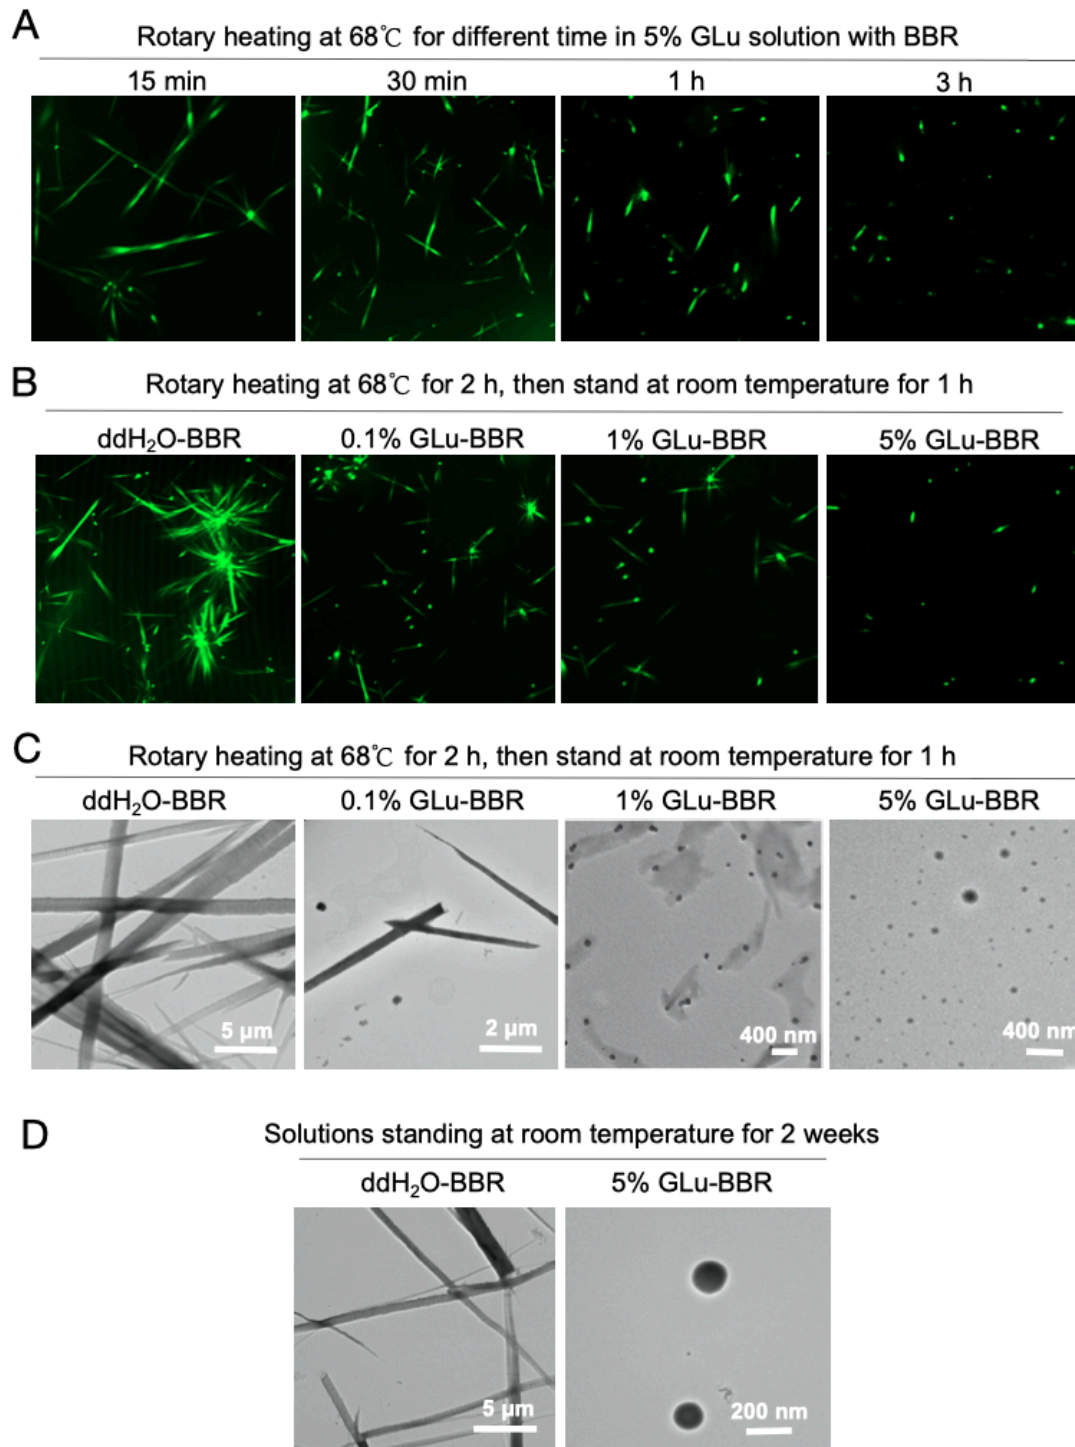 A
Rotary heating at 68℃ for different time in 5% GLu solution with BBR
15 min 30 min 1 h 3 h
B
Rotary heating at 68℃ for 2 h, then stand at room temperature for 1 h
ddH₂O-BBR 0.1% GLu-BBR 1% GLu-BBR 5% GLu-BBR
C
Rotary heating at 68℃ for 2 h, then stand at room temperature for 1 h
ddH₂O-BBR 0.1% GLu-BBR 1% GLu-BBR 5% GLu-BBR
5 μm 2 μm 400 nm 400 nm
D
Solutions standing at room temperature for 2 weeks
ddH₂O-BBR 5% GLu-BBR
5 μm 200 nm